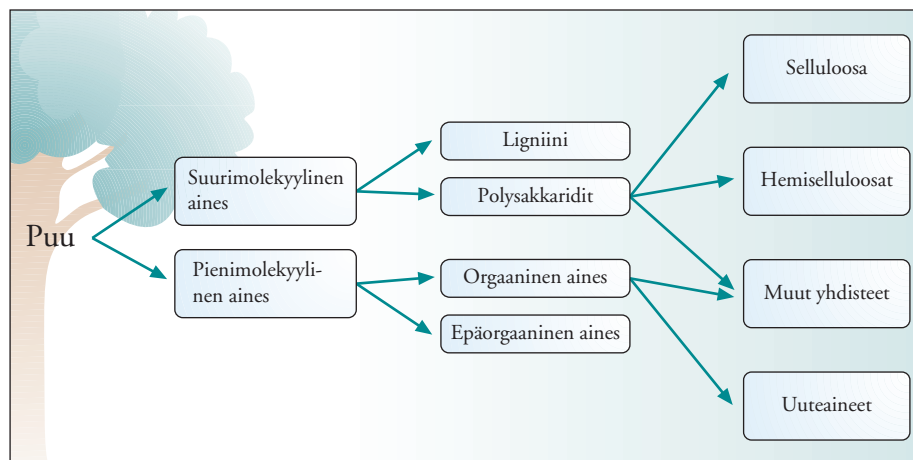 Puu
Suurimolekyylinen
aines
Pienimolekyyli-
nen aines
Ligniini
Polysakkaridit
Orgaaninen aines
Epäorgaaninen aines
Selluloosa
Hemiselluloosat
Muut yhdisteet
Uuteaineet